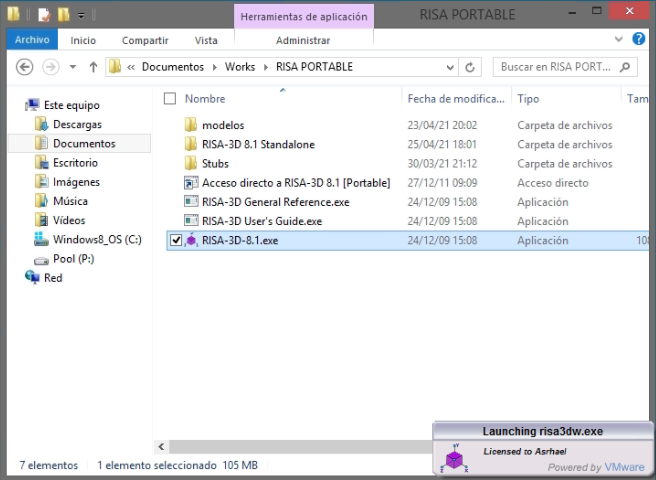 Herramientas de aplicación
RISA PORTABLE
Archivo
Inicio
Compartir
Vista
Administrar
« Documentos › Works › RISA PORTABLE
Buscar en RISA PORT...
Nombre
Fecha de modifica...
Tipo
Tam
Este equipo
Descargas
Documentos
Escritorio
Imágenes
Música
Vídeos
Windows8_OS (C:)
Pool (P:)
Red
modelos 23/04/21 20:02 Carpeta de archivos
RISA-3D 8.1 Standalone 25/04/21 18:01 Carpeta de archivos
Stubs 30/03/21 21:12 Carpeta de archivos
Acceso directo a RISA-3D 8.1 [Portable] 27/12/11 09:09 Acceso directo
RISA-3D General Reference.exe 24/12/09 15:08 Aplicación
RISA-3D User's Guide.exe 24/12/09 15:08 Aplicación
RISA-3D-8.1.exe 24/12/09 15:08 Aplicación 108
Launching risa3dw.exe
Licensed to Asrhael
Powered by VMware
7 elementos
1 elemento seleccionado 105 MB